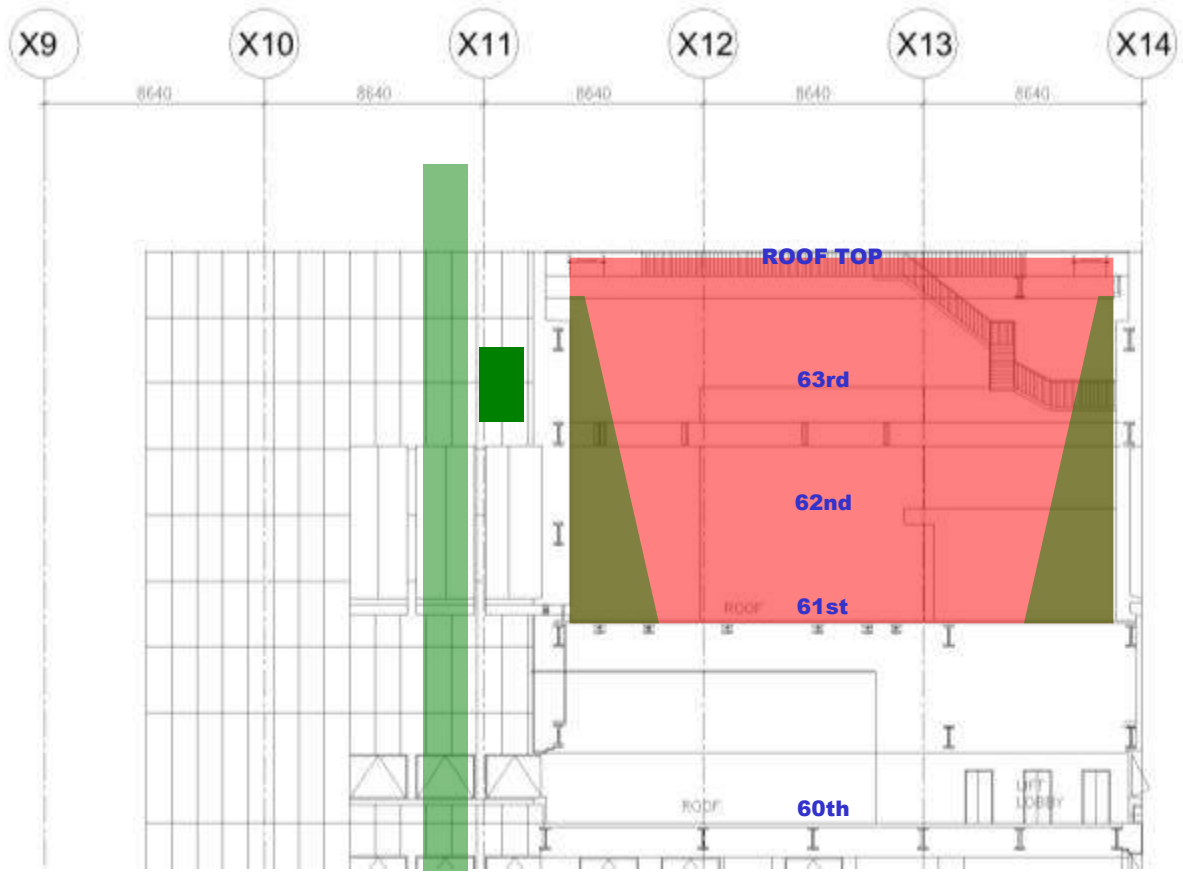 X9 X10 X11 X12 X13 X14
8640 8640 8640 8640 8640
ROOF TOP
63rd
62nd
ROOF 61st
LIFT
ROOF 60th LOBBY